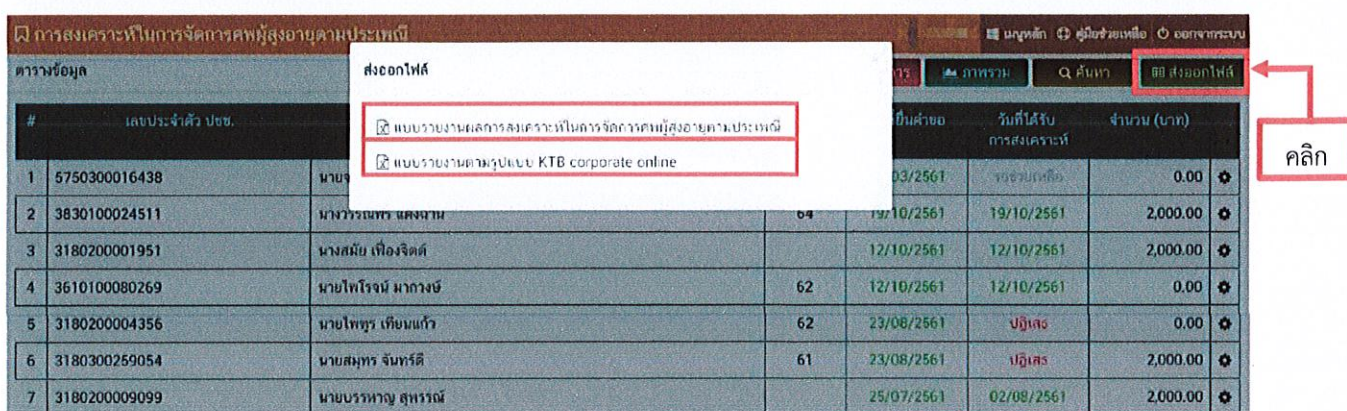 การสงเคราะห์ในการจัดการศพผู้สูงอายุตามประเพณี เมนูหลัก คู่มือช่วยเหลือ ออกจากระบบ
ตารางข้อมูล ส่งออกไฟล์ ภาพรวม ค้นหา ส่งออกไฟล์
# เลขประจำตัว ปชช. ยื่นคำขอ วันที่ได้รับ จำนวน (บาท)
การสงเคราะห์
แบบรายงานผลการสงเคราะห์ในการจัดการศพผู้สูงอายุตามประเพณี
แบบรายงานตามรูปแบบ KTB corporate online
คลิก
1 5750300016438 03/2561 รอช่วยเหลือ 0.00
2 3830100024511 64 19/10/2561 19/10/2561 2,000.00
3 3180200001951 นางสมัย เฟื่องจิตต์ 12/10/2561 12/10/2561 2,000.00
4 3610100080269 นายไพโรจน์ มากวงษ์ 62 12/10/2561 12/10/2561 0.00
5 3180200004356 นายไพทูร เทียนแก้ว 62 23/08/2561 ปฏิเสธ 0.00
6 3180300259054 นายสมุทร จันทร์ดี 61 23/08/2561 ปฏิเสธ 2,000.00
7 3180200009099 นายบรรหาญ สุพรรณ์ 25/07/2561 02/08/2561 2,000.00